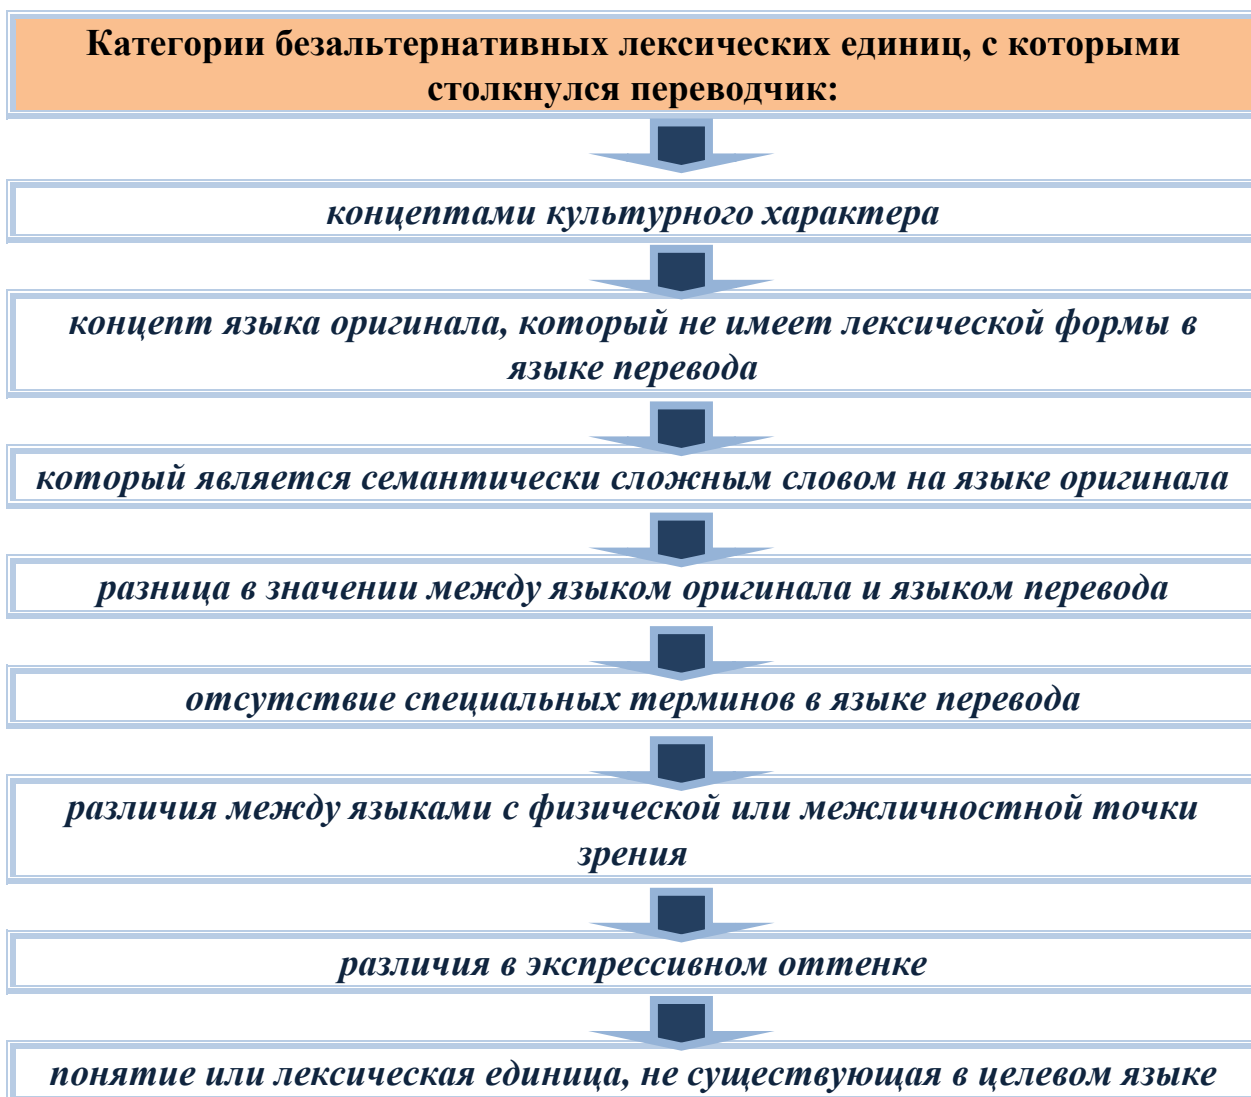 Категории безальтернативных лексических единиц, с которыми
столкнулся переводчик:
концептами культурного характера
концепт языка оригинала, который не имеет лексической формы в
языке перевода
который является семантически сложным словом на языке оригинала
разница в значении между языком оригинала и языком перевода
отсутствие специальных терминов в языке перевода
различия между языками с физической или межличностной точки
зрения
различия в экспрессивном оттенке
понятие или лексическая единица, не существующая в целевом языке